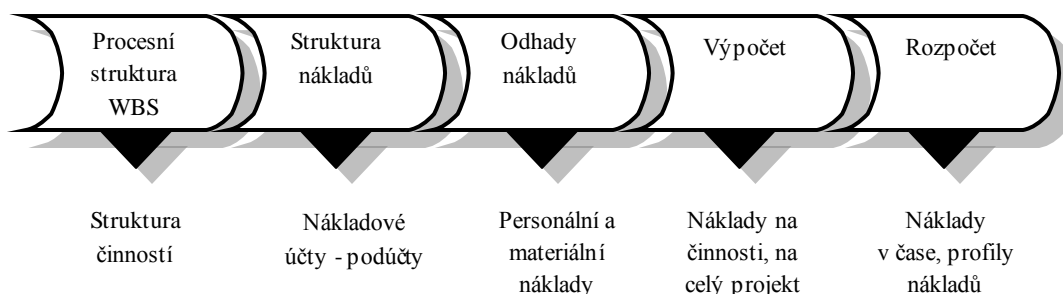 Procesní
struktura
WBS
Struktura
nákladů
Odhady
nákladů
Výpočet
Rozpočet
Struktura
činností
Nákladové
účty - podúčty
Personální a
materiální
náklady
Náklady na
činnosti, na
celý projekt
Náklady
v čase, profily
nákladů